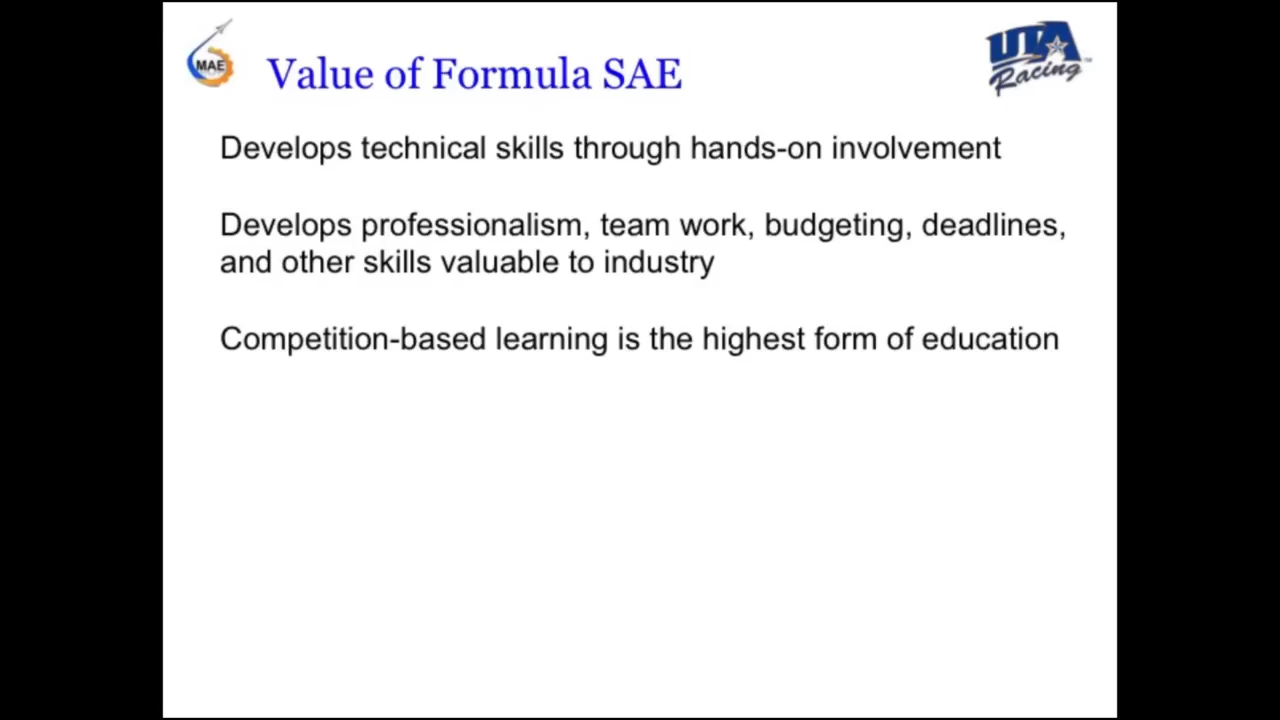 MAE
UTA
Racing
TM
Value of Formula SAE
Develops technical skills through hands-on involvement
Develops professionalism, team work, budgeting, deadlines,
and other skills valuable to industry
Competition-based learning is the highest form of education